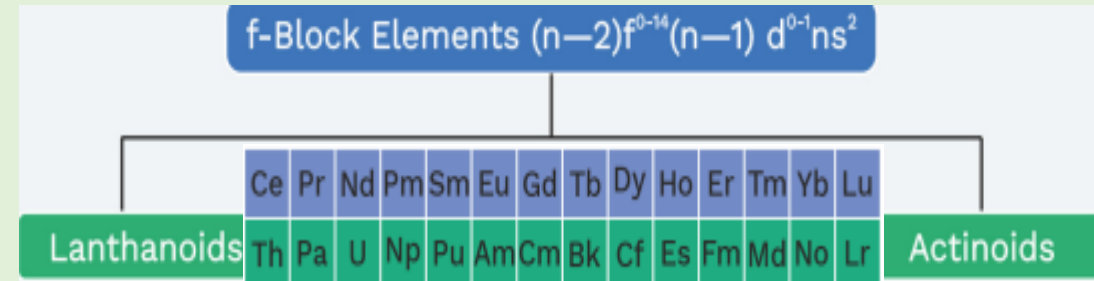 f-Block Elements (n—2)f⁰⁻¹⁴(n—1) d⁰⁻¹ns²
Ce Pr Nd Pm Sm Eu Gd Tb Dy Ho Er Tm Yb Lu
Lanthanoids Th Pa U Np Pu Am Cm Bk Cf Es Fm Md No Lr Actinoids